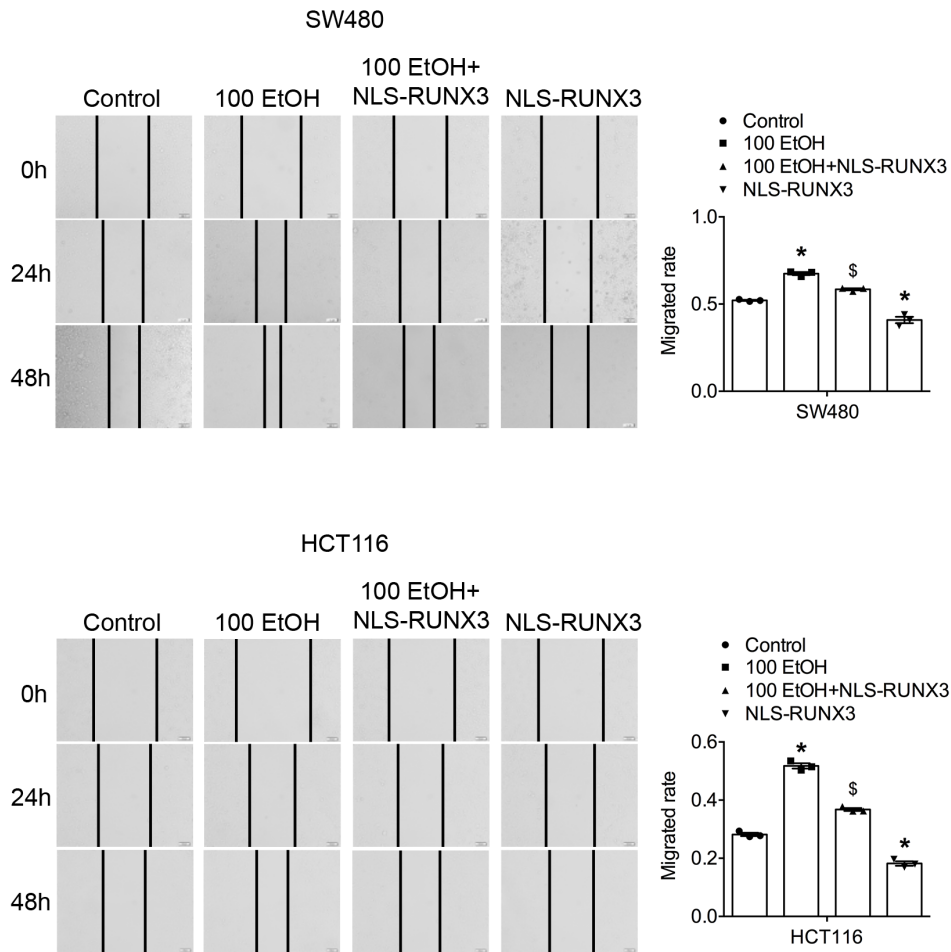 SW480
Control
100 EtOH
100 EtOH+
NLS-RUNX3
NLS-RUNX3
0h
24h
48h
● Control
■ 100 EtOH
▲ 100 EtOH+NLS-RUNX3
▼ NLS-RUNX3
Migrated rate
1.0
0.5
0.0
*
$
*
SW480
HCT116
Control
100 EtOH
100 EtOH+
NLS-RUNX3
NLS-RUNX3
0h
24h
48h
● Control
■ 100 EtOH
▲ 100 EtOH+NLS-RUNX3
▼ NLS-RUNX3
Migrated rate
0.6
0.4
0.2
0.0
*
$
*
HCT116